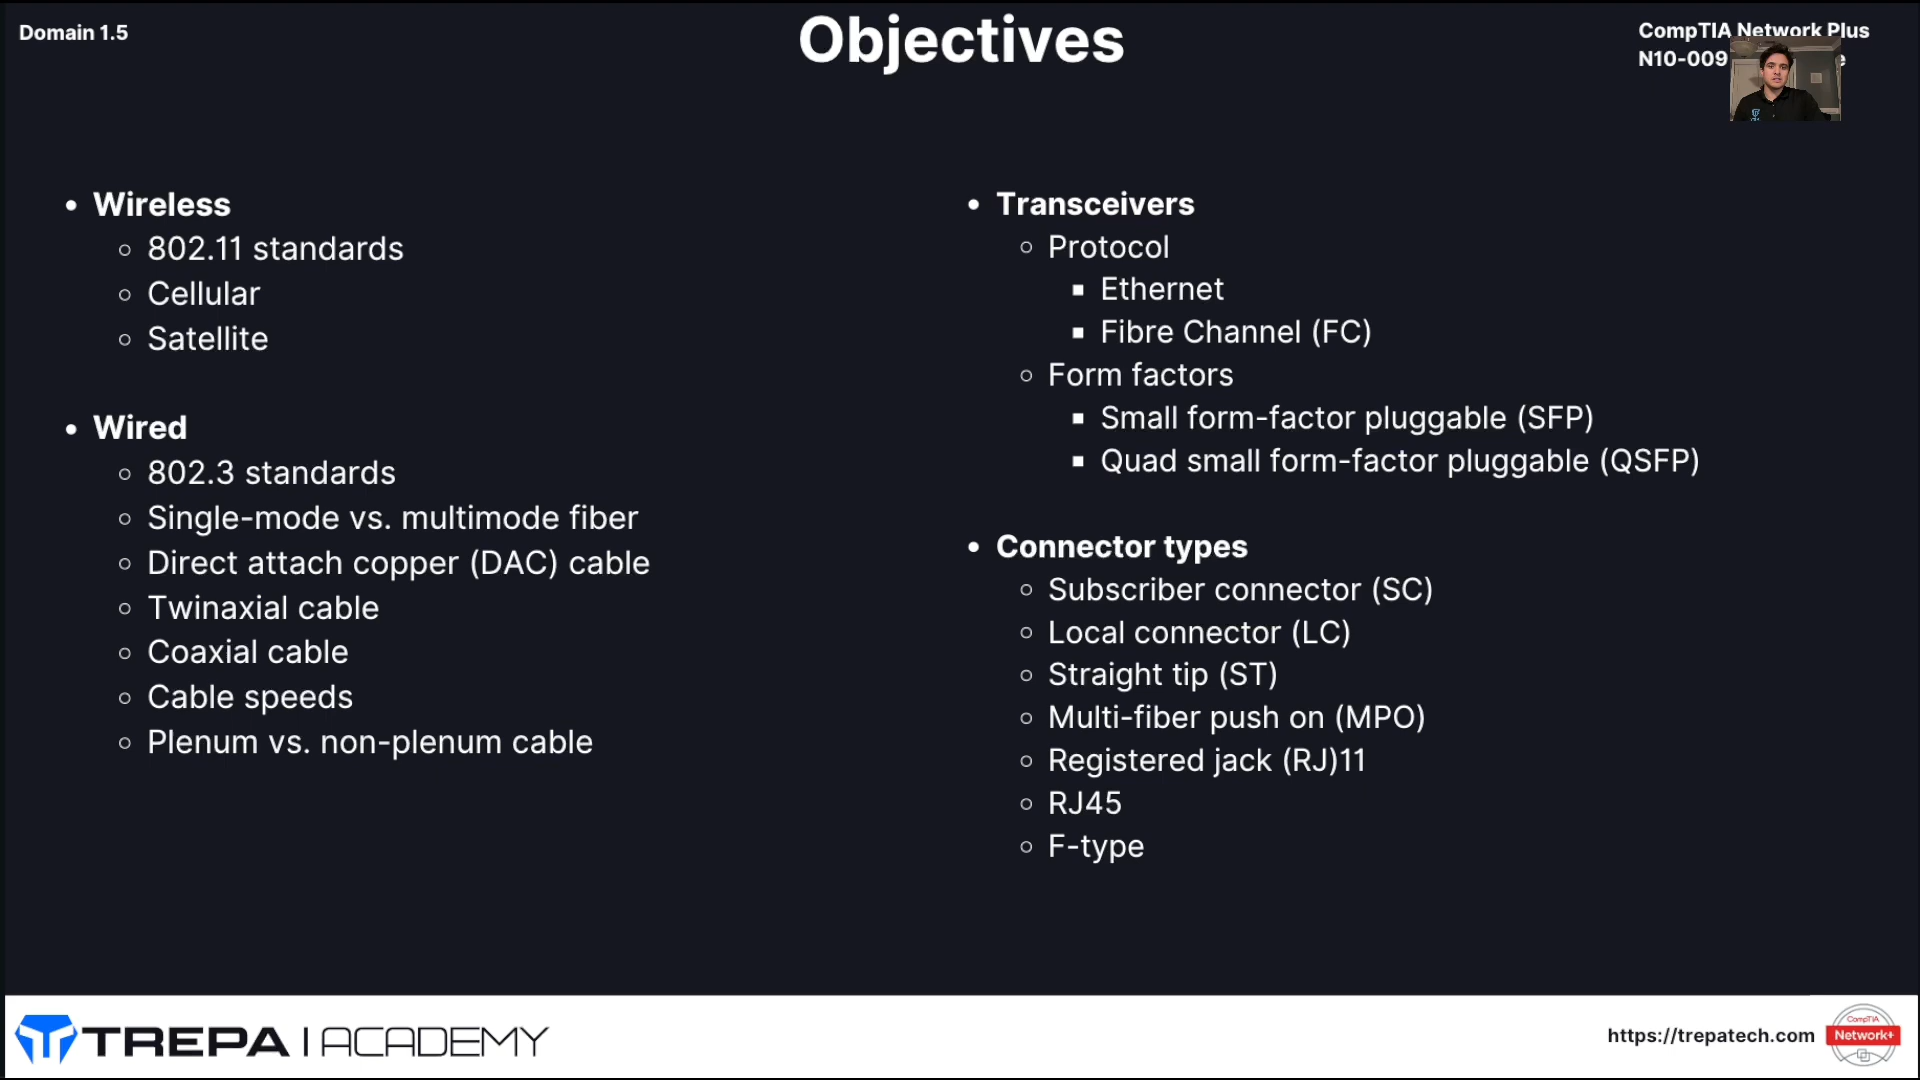 Domain 1.5
Objectives
CompTIA Network Plus
N10-009
Wireless
802.11 standards
Cellular
Satellite
Wired
802.3 standards
Single-mode vs. multimode fiber
Direct attach copper (DAC) cable
Twinaxial cable
Coaxial cable
Cable speeds
Plenum vs. non-plenum cable
Transceivers
Protocol
Ethernet
Fibre Channel (FC)
Form factors
Small form-factor pluggable (SFP)
Quad small form-factor pluggable (QSFP)
Connector types
Subscriber connector (SC)
Local connector (LC)
Straight tip (ST)
Multi-fiber push on (MPO)
Registered jack (RJ)11
RJ45
F-type
TREPA | ACADEMY
https://trepatech.com
CompTIA
Network+